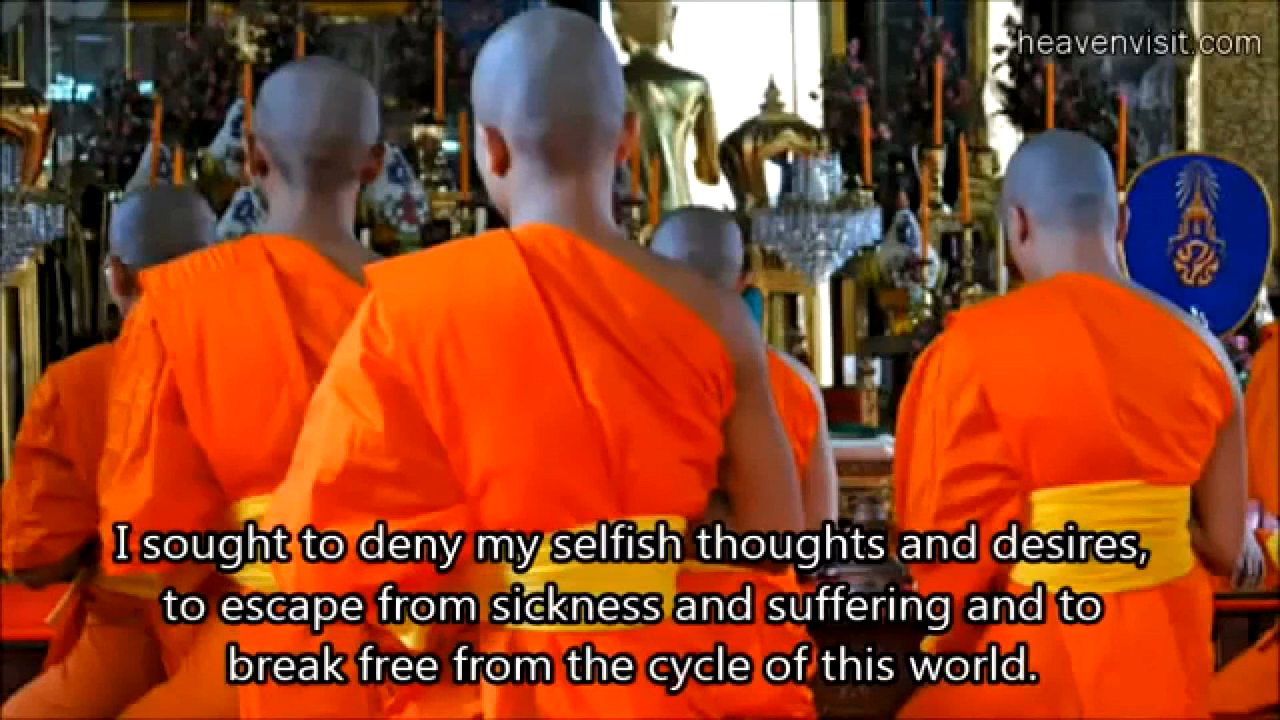 heavenvisit.com
I sought to deny my selfish thoughts and desires,
to escape from sickness and suffering and to
break free from the cycle of this world.